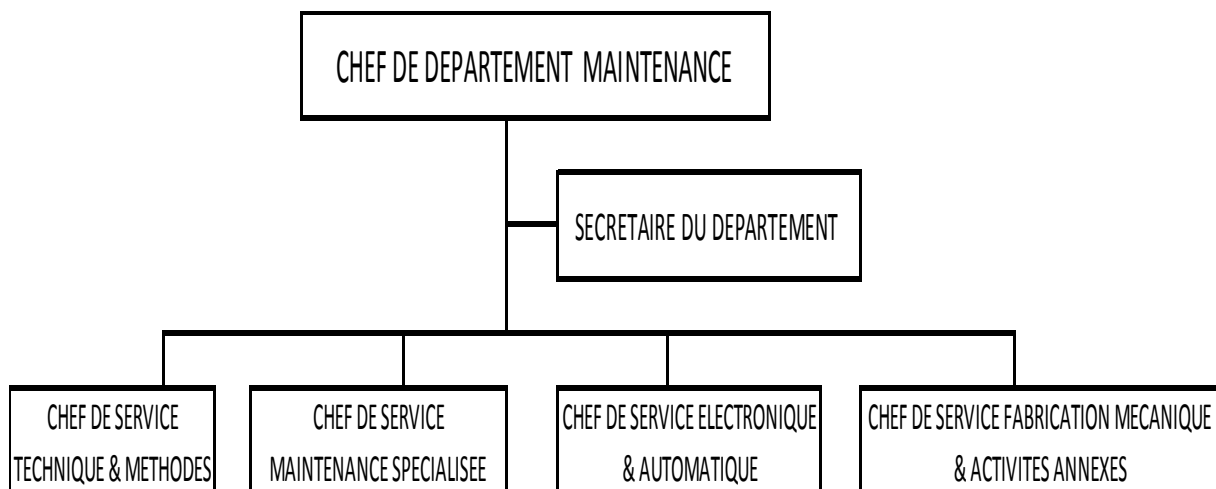 CHEF DE DEPARTEMENT MAINTENANCE
SECRETAIRE DU DEPARTEMENT
CHEF DE SERVICE
TECHNIQUE & METHODES
CHEF DE SERVICE
MAINTENANCE SPECIALISEE
CHEF DE SERVICE ELECTRONIQUE
& AUTOMATIQUE
CHEF DE SERVICE FABRICATION MECANIQUE
& ACTIVITES ANNEXES